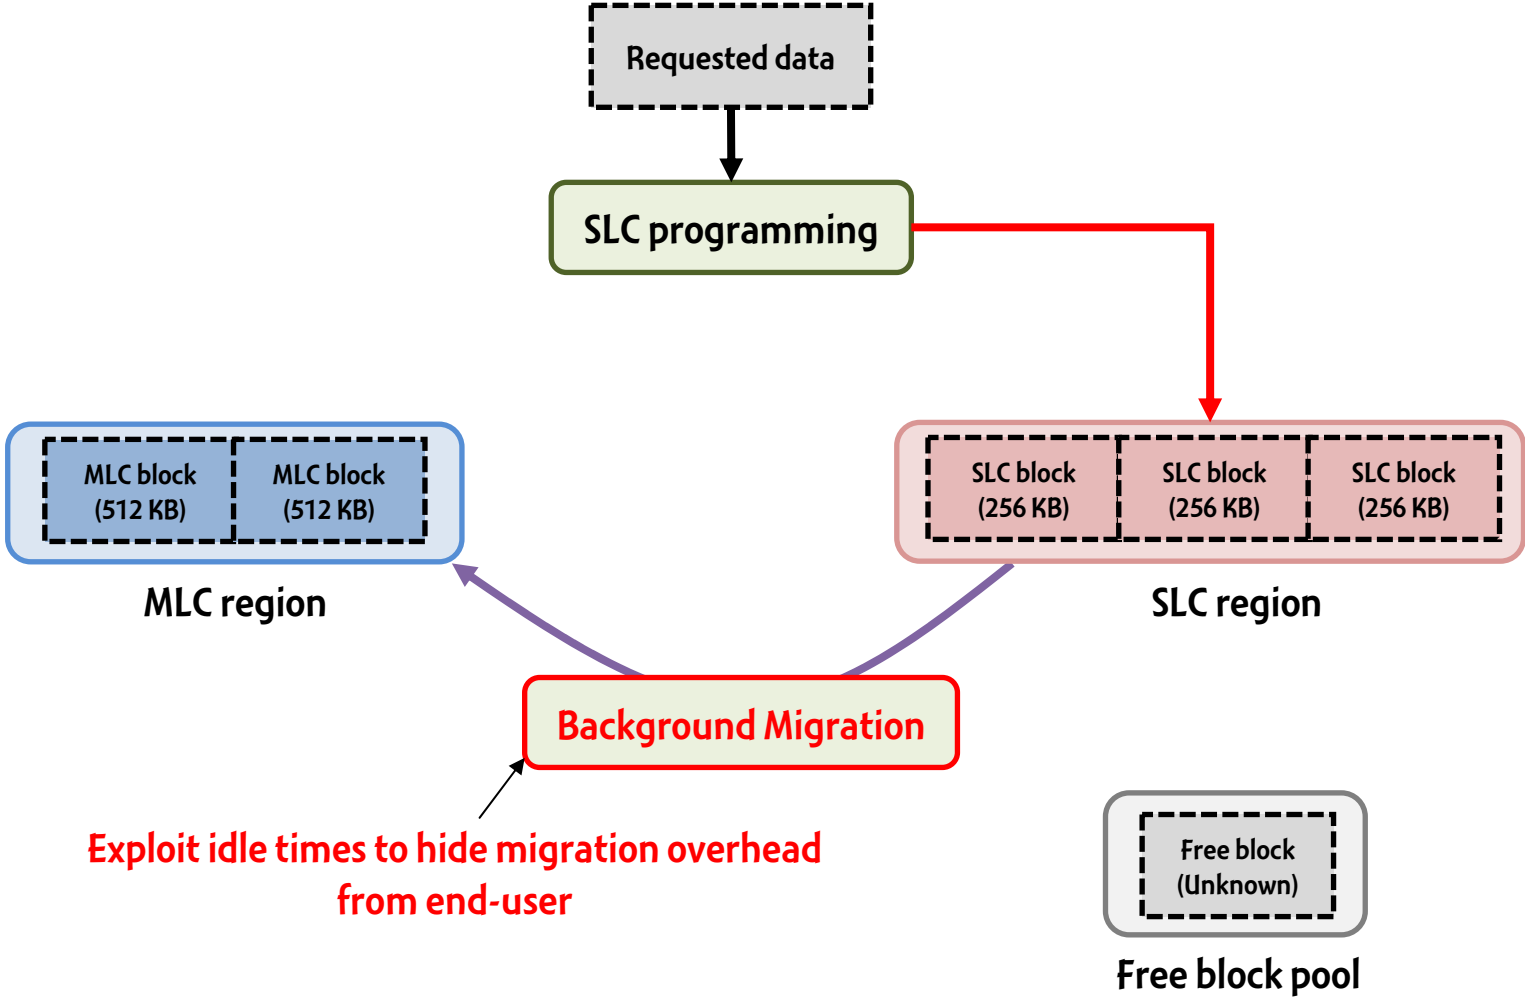 Requested data
SLC programming
MLC block
(512 KB)
MLC block
(512 KB)
SLC block
(256 KB)
SLC block
(256 KB)
SLC block
(256 KB)
MLC region
SLC region
Background Migration
Exploit idle times to hide migration overhead
from end-user
Free block
(Unknown)
Free block pool